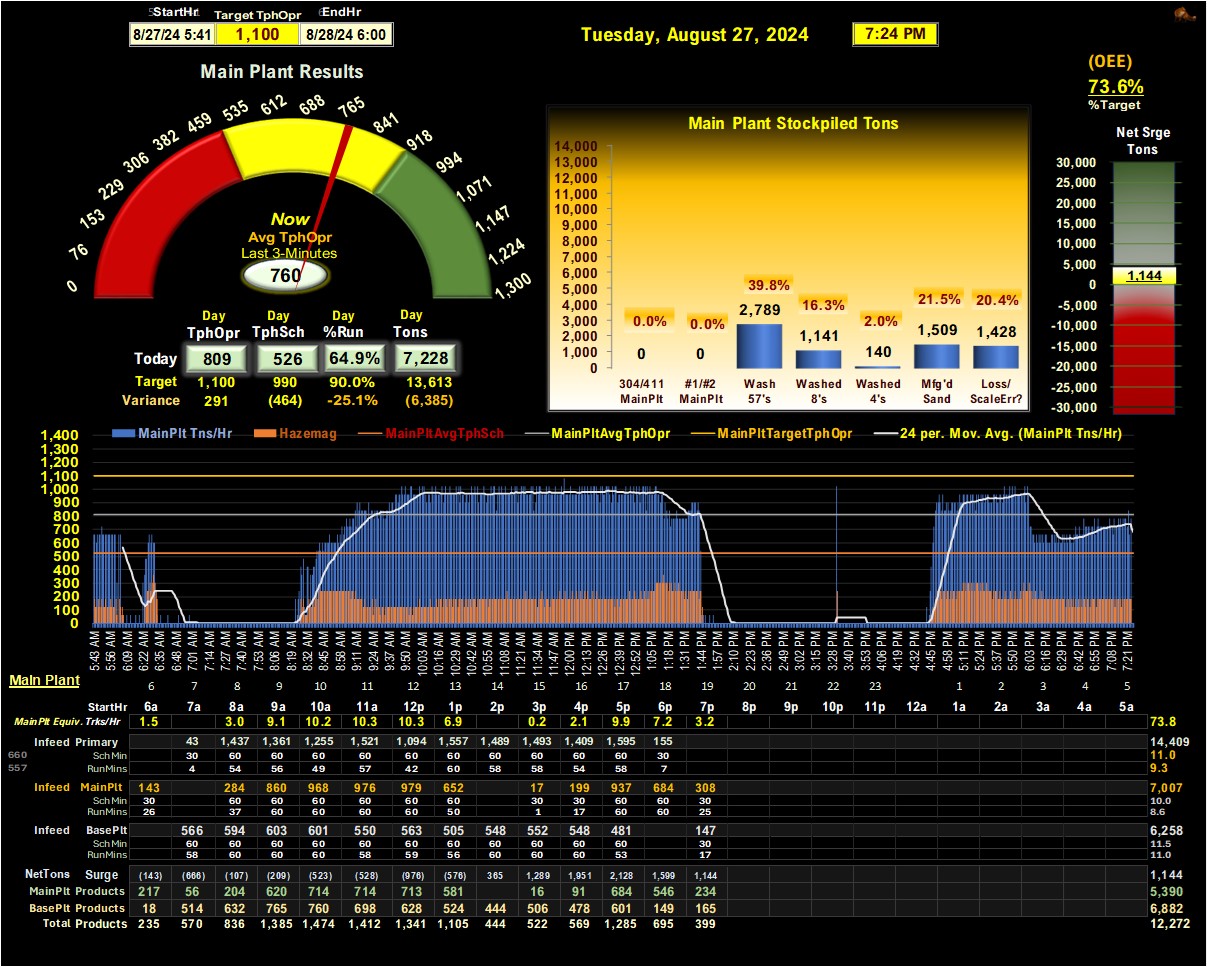 StartHr Target TphOpr EndHr
8/27/24 5:41 1,100 8/28/24 6:00
Tuesday, August 27, 2024 7:24 PM
(OEE)
73.6%
%Target
Main Plant Results
0 76 153 229 306 382 459 535 612 688 765 841 918 994 1,071 1,147 1,224 1,300
Now
Avg TphOpr
Last 3-Minutes
760
Day Day Day Day
TphOpr TphSch %Run Tons
Today 809 526 64.9% 7,228
Target 1,100 990 90.0% 13,613
Variance 291 (464) -25.1% (6,385)
Main Plant Stockpiled Tons
14,000
13,000
12,000
11,000
10,000
9,000
8,000
7,000
6,000
5,000
4,000
3,000
2,000
1,000
0
0.0% 0.0% 39.8% 16.3% 2.0% 21.5% 20.4%
0 0 2,789 1,141 140 1,509 1,428
304/411 #1/#2 Wash Washed Washed Mfg'd Loss/
MainPlt MainPlt 57's 8's 4's Sand ScaleErr?
Net Srge
Tons
30,000
25,000
20,000
15,000
10,000
5,000
0
-5,000
-10,000
-15,000
-20,000
-25,000
-30,000
1,144
MainPlt Tns/Hr Hazemag MainPltAvgTphSch MainPltAvgTphOpr MainPltTargetTphOpr 24 per. Mov. Avg. (MainPlt Tns/Hr)
1,400
1,300
1,200
1,100
1,000
900
800
700
600
500
400
300
200
100
0
5:43 AM 5:56 AM 6:09 AM 6:22 AM 6:35 AM 6:48 AM 7:01 AM 7:14 AM 7:27 AM 7:40 AM 7:53 AM 8:06 AM 8:19 AM 8:32 AM 8:45 AM 8:58 AM 9:11 AM 9:24 AM 9:37 AM 9:50 AM 10:03 AM 10:16 AM 10:29 AM 10:42 AM 10:55 AM 11:08 AM 11:21 AM 11:34 AM 11:47 AM 12:00 PM 12:13 PM 12:26 PM 12:39 PM 12:52 PM 1:05 PM 1:18 PM 1:31 PM 1:44 PM 1:57 PM 2:10 PM 2:23 PM 2:36 PM 2:49 PM 3:02 PM 3:15 PM 3:28 PM 3:40 PM 3:53 PM 4:06 PM 4:19 PM 4:32 PM 4:45 PM 4:58 PM 5:11 PM 5:24 PM 5:37 PM 5:50 PM 6:03 PM 6:16 PM 6:29 PM 6:42 PM 6:55 PM 7:08 PM 7:21 PM
Main Plant
6 7 8 9 10 11 12 13 14 15 16 17 18 19 20 21 22 23 1 2 3 4 5
StartHr 6a 7a 8a 9a 10a 11a 12p 1p 2p 3p 4p 5p 6p 7p 8p 9p 10p 11p 12a 1a 2a 3a 4a 5a
MainPlt Equiv. Trks/Hr 1.5 3.0 9.1 10.2 10.3 10.3 6.9 0.2 2.1 9.9 7.2 3.2 73.8
Infeed Primary 43 1,437 1,361 1,255 1,521 1,094 1,557 1,489 1,493 1,409 1,595 155 14,409
660 Sch Min 30 60 60 60 60 60 60 60 60 60 60 30 11.0
557 RunMins 4 54 56 49 57 42 60 58 58 54 58 7 9.3
Infeed MainPlt 143 284 860 968 976 979 652 17 199 937 684 308 7,007
Sch Min 30 60 60 60 60 60 60 30 30 60 60 30 10.0
RunMins 26 37 60 60 60 60 50 1 17 60 60 25 8.6
Infeed BasePlt 566 594 603 601 550 563 505 548 552 548 481 147 6,258
Sch Min 60 60 60 60 60 60 60 60 60 60 60 30 11.5
RunMins 58 60 60 60 58 59 56 60 60 60 53 17 11.0
NetTons Surge (143) (666) (107) (209) (523) (528) (976) (576) 365 1,289 1,951 2,128 1,599 1,144 1,144
MainPlt Products 217 56 204 620 714 714 713 581 16 91 684 546 234 5,390
BasePlt Products 18 514 632 765 760 698 628 524 444 506 478 601 149 165 6,882
Total Products 235 570 836 1,385 1,474 1,412 1,341 1,105 444 522 569 1,285 695 399 12,272